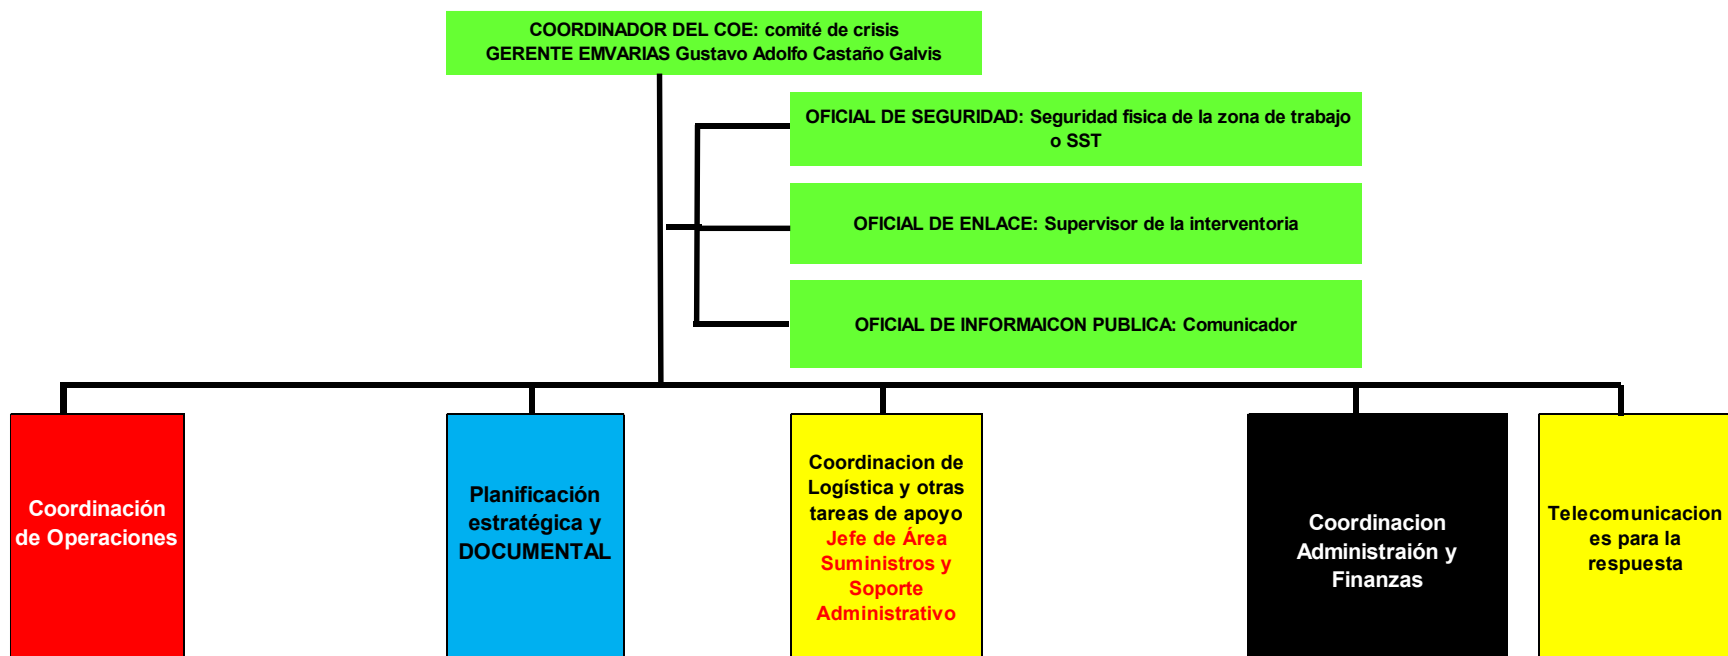 COORDINADOR DEL COE: comité de crisis
GERENTE EMVARIAS Gustavo Adolfo Castaño Galvis
OFICIAL DE SEGURIDAD: Seguridad fisica de la zona de trabajo
o SST
OFICIAL DE ENLACE: Supervisor de la interventoria
OFICIAL DE INFORMAICON PUBLICA: Comunicador
Coordinación
de Operaciones
Planificación
estratégica y
DOCUMENTAL
Coordinacion de
Logística y otras
tareas de apoyo
Jefe de Área
Suministros y
Soporte
Administrativo
Coordinacion
Administraión y
Finanzas
Telecomunicacion
es para la
respuesta